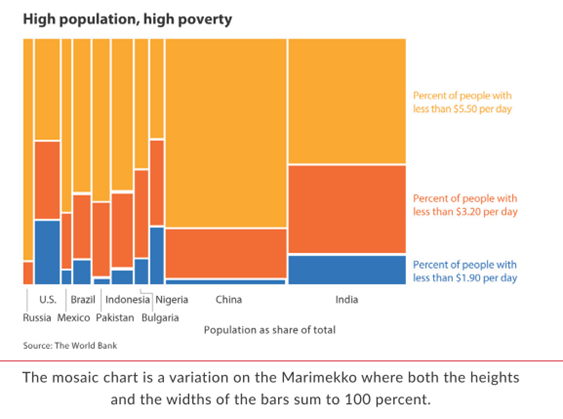 High population, high poverty
Percent of people with
less than $5.50 per day
Percent of people with
less than $3.20 per day
Percent of people with
less than $1.90 per day
U.S. Brazil Indonesia Nigeria China India
Russia Mexico Pakistan Bulgaria
Population as share of total
Source: The World Bank
The mosaic chart is a variation on the Marimekko where both the heights
and the widths of the bars sum to 100 percent.